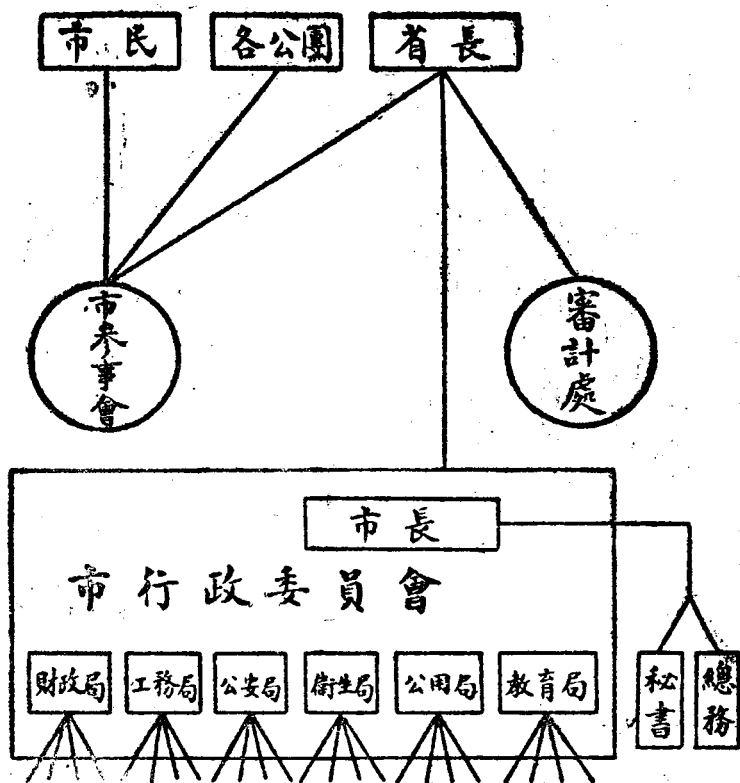 市民
各公團
省長
市參事會
審計處
市長
市行政委員會
財政局
工務局
公安局
衛生局
公用局
教育局
秘書
總務